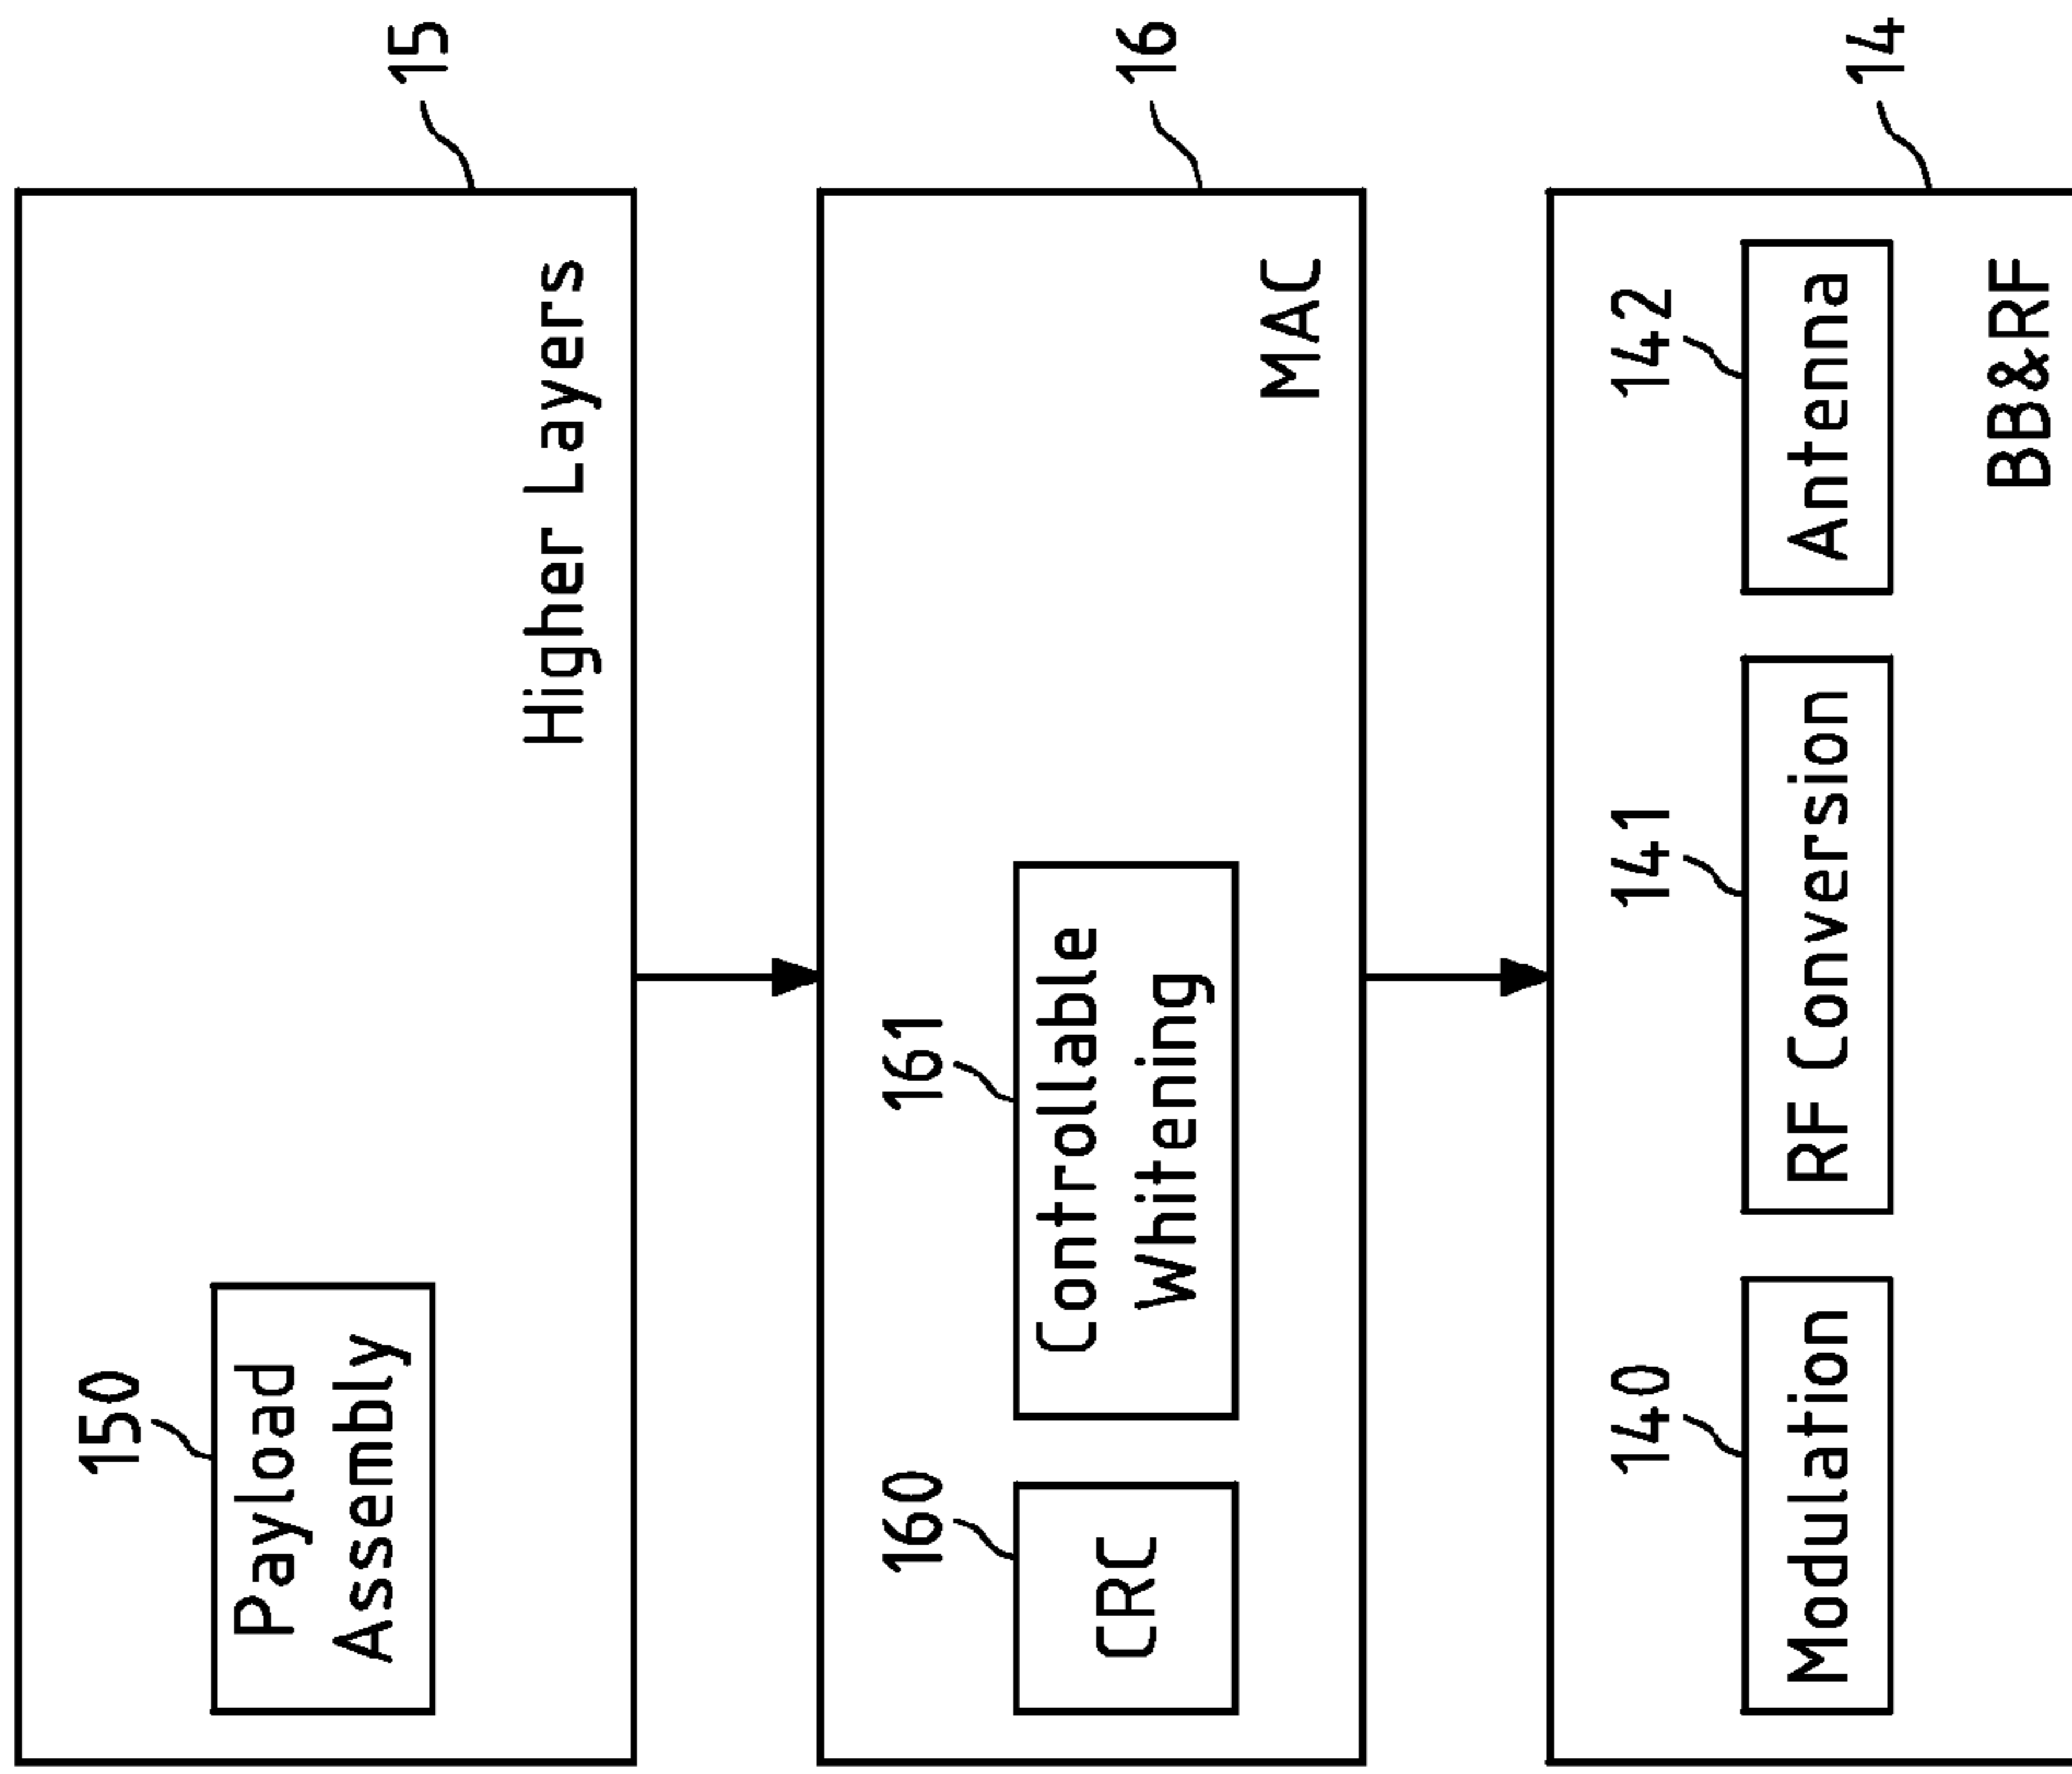 15
150
Payload
Assembly
Higher Layers
16
160
161
CRC
Controllable
Whitening
MAC
14
140
141
142
Modulation
RF Conversion
Antenna
BB&RF